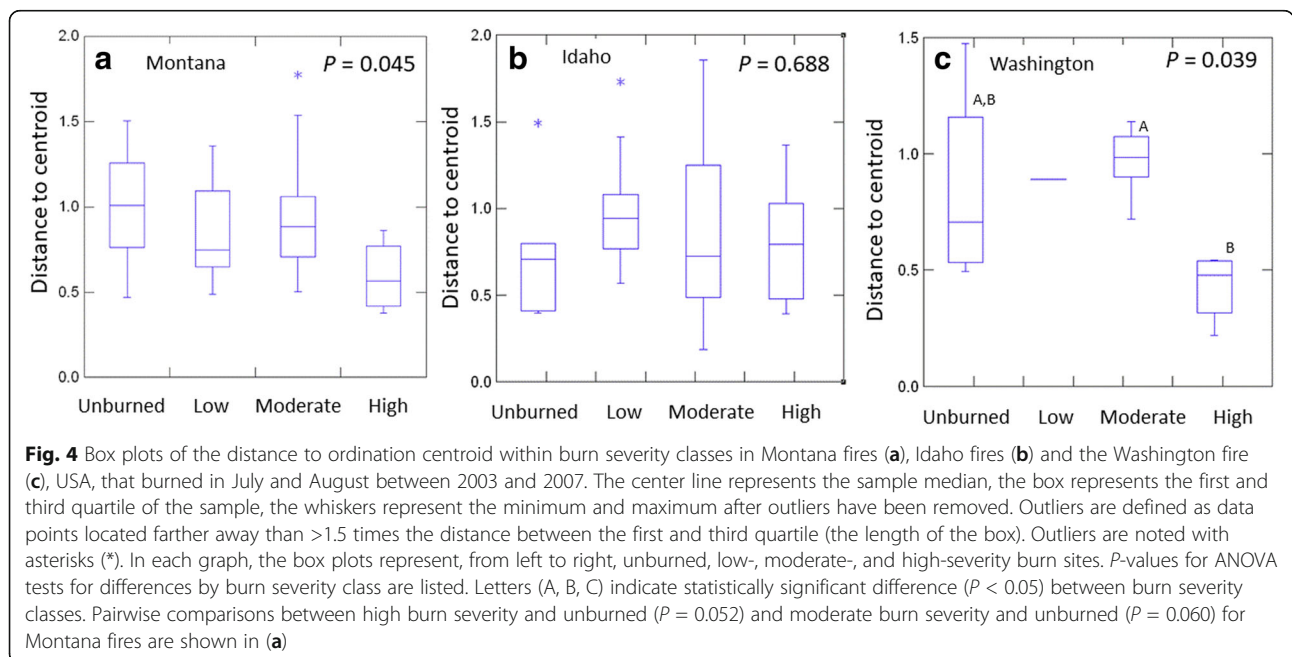 a Montana P = 0.045
2.0
1.5
1.0
0.5
0.0
Distance to centroid
Unburned Low Moderate High
*
b Idaho P = 0.688
2.0
1.5
1.0
0.5
0.0
Distance to centroid
Unburned Low Moderate High
*
*
c Washington P = 0.039
1.5
1.0
0.5
0.0
Distance to centroid
A,B
A
B
Unburned Low Moderate High
Fig. 4 Box plots of the distance to ordination centroid within burn severity classes in Montana fires (a), Idaho fires (b) and the Washington fire
(c), USA, that burned in July and August between 2003 and 2007. The center line represents the sample median, the box represents the first and
third quartile of the sample, the whiskers represent the minimum and maximum after outliers have been removed. Outliers are defined as data
points located farther away than >1.5 times the distance between the first and third quartile (the length of the box). Outliers are noted with
asterisks (*). In each graph, the box plots represent, from left to right, unburned, low-, moderate-, and high-severity burn sites. P-values for ANOVA
tests for differences by burn severity class are listed. Letters (A, B, C) indicate statistically significant difference (P < 0.05) between burn severity
classes. Pairwise comparisons between high burn severity and unburned (P = 0.052) and moderate burn severity and unburned (P = 0.060) for
Montana fires are shown in (a)